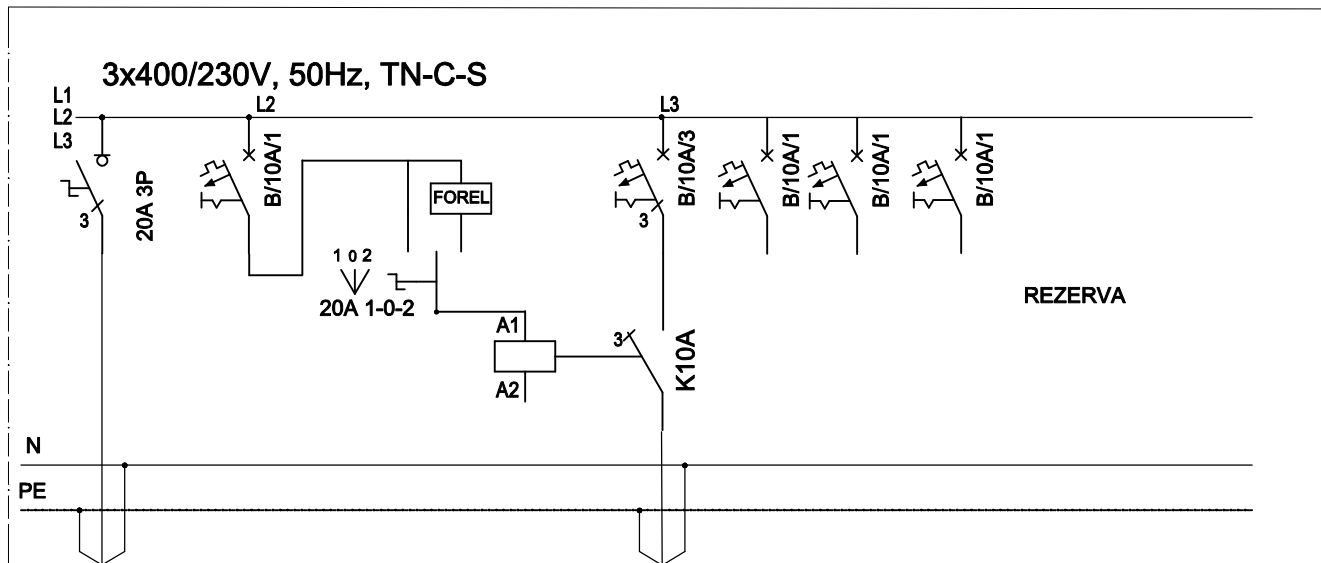 3x400/230V, 50Hz, TN-C-S
L1
L2
L3
L2
L3
20A 3P
3
B/10A/1
FOREL
1 0 2
20A 1-0-2
A1
A2
B/10A/3
3
3
K10A
B/10A/1
B/10A/1
B/10A/1
REZERVA
N
PE